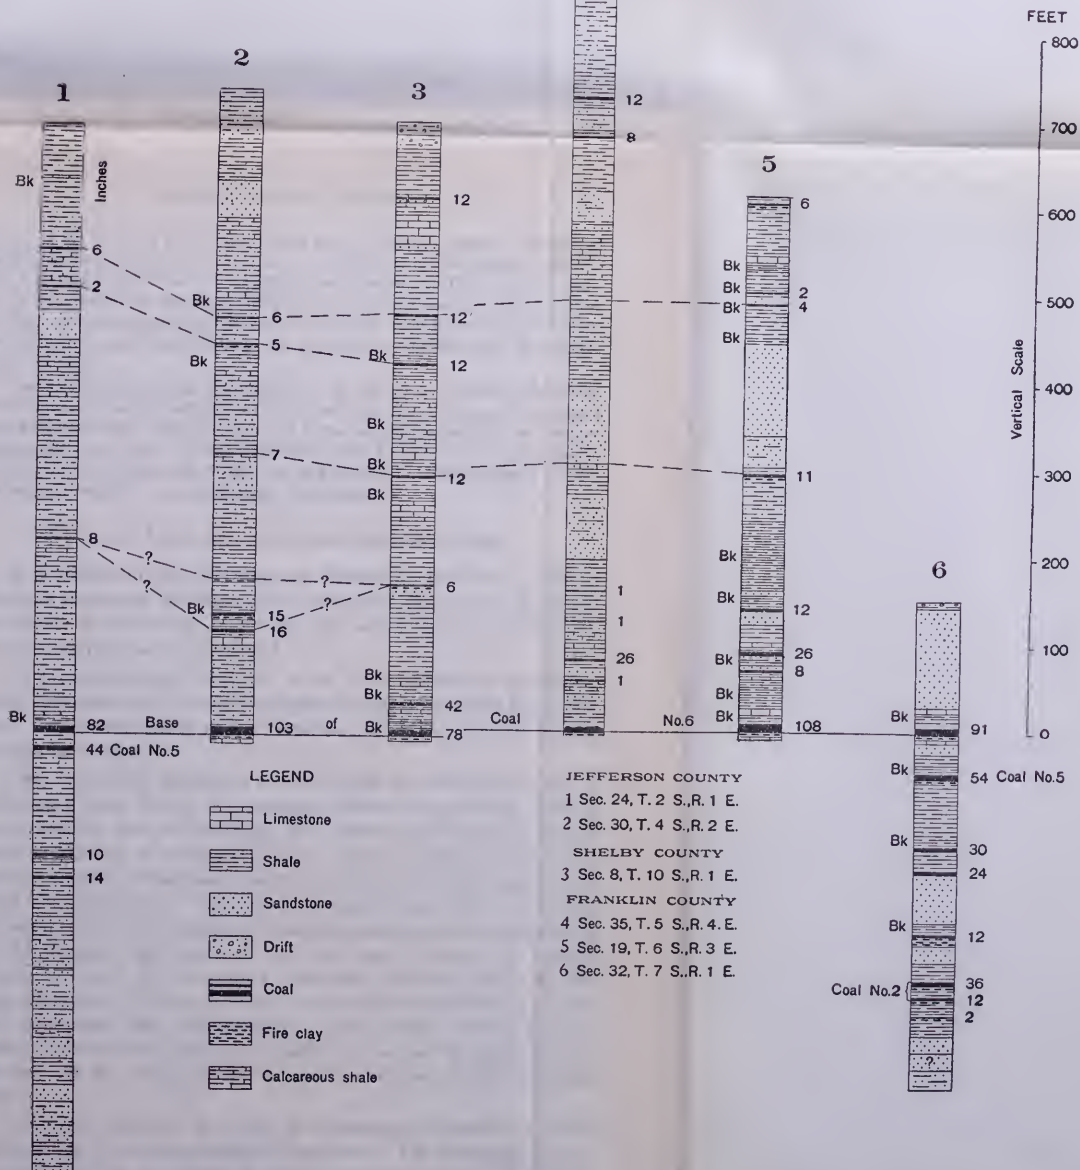 1
2
3
5
6
FEET
800
700
600
500
400
300
200
100
0
Vertical Scale
Inches
Bk
6
2
8
?
?
Bk
82
44 Coal No.5
10
14
Bk
6
5
Bk
7
?
Bk
15
?
16
103
12
12
Bk
12
Bk
Bk
12
Bk
6
Bk
Bk
42
Bk
78
12
8
1
1
26
1
6
Bk
Bk
2
Bk
4
Bk
11
Bk
Bk
12
26
Bk
8
Bk
Bk
108
Bk
91
Bk
54 Coal No.5
Bk
30
24
Bk
12
36
Coal No.2
12
2
?
Base of Coal No.6
LEGEND
Limestone
Shale
Sandstone
Drift
Coal
Fire clay
Calcareous shale
JEFFERSON COUNTY
1 Sec. 24, T. 2 S.,R. 1 E.
2 Sec. 30, T. 4 S.,R. 2 E.
SHELBY COUNTY
3 Sec. 8, T. 10 S.,R. 1 E.
FRANKLIN COUNTY
4 Sec. 35, T. 5 S.,R. 4. E.
5 Sec. 19, T. 6 S.,R. 3 E.
6 Sec. 32, T. 7 S..R. 1 E.